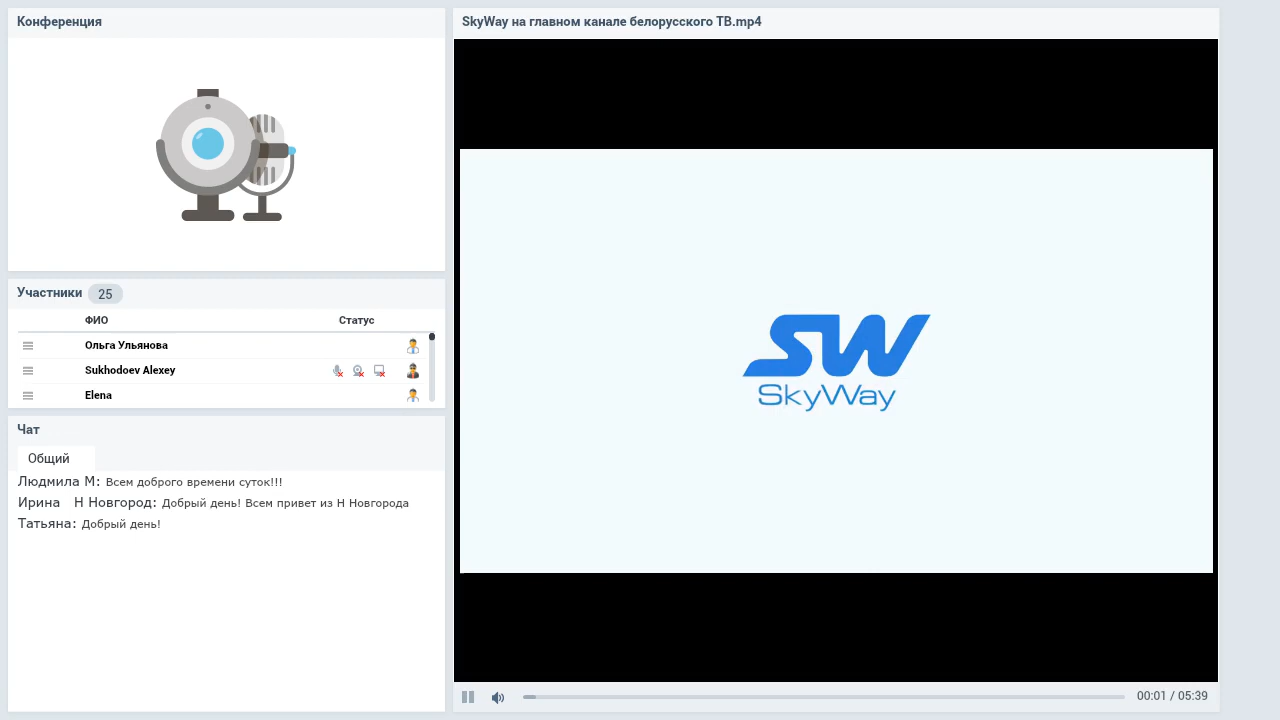 Конференция
SkyWay на главном канале белорусского ТВ.mp4
SW
SkyWay
Участники 25
ФИО Статус
Ольга Ульянова
Sukhodoev Alexey
Elena
Чат
Общий
Людмила М: Всем доброго времени суток!!!
Ирина Н Новгород: Добрый день! Всем привет из Н Новгорода
Татьяна: Добрый день!
00:01 / 05:39